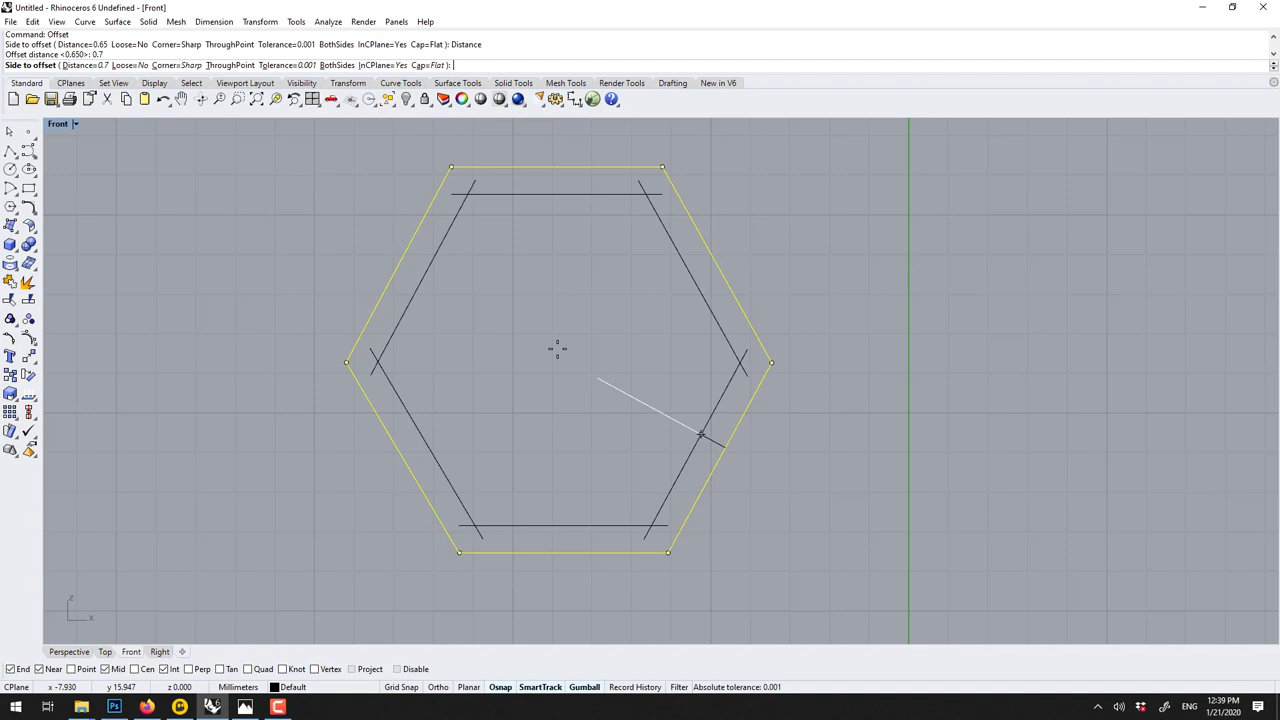 Untitled - Rhinoceros 6 Undefined - [Front]
File Edit View Curve Surface Solid Mesh Dimension Transform Tools Analyze Render Panels Help
Command: Offset
Side to offset ( Distance=0.65 Loose=No Corner=Sharp ThroughPoint Tolerance=0.001 BothSides InCPlane=Yes Cap=Flat ): Distance
Offset distance <0.650>: 0.7
Side to offset ( Distance=0.7 Loose=No Corner=Sharp ThroughPoint Tolerance=0.001 BothSides InCPlane=Yes Cap=Flat ):
Standard CPlanes Set View Display Select Viewport Layout Visibility Transform Curve Tools Surface Tools Solid Tools Mesh Tools Render Tools Drafting New in V6
Front
z
x
Perspective Top Front Right
End Near Point Mid Cen Int Perp Tan Quad Knot Vertex Project Disable
CPlane x -7.930 y 15.947 z 0.000 Millimeters Default Grid Snap Ortho Planar Osnap SmartTrack Gumball Record History Filter Absolute tolerance: 0.001
Ps
ENG
12:39 PM
1/21/2020